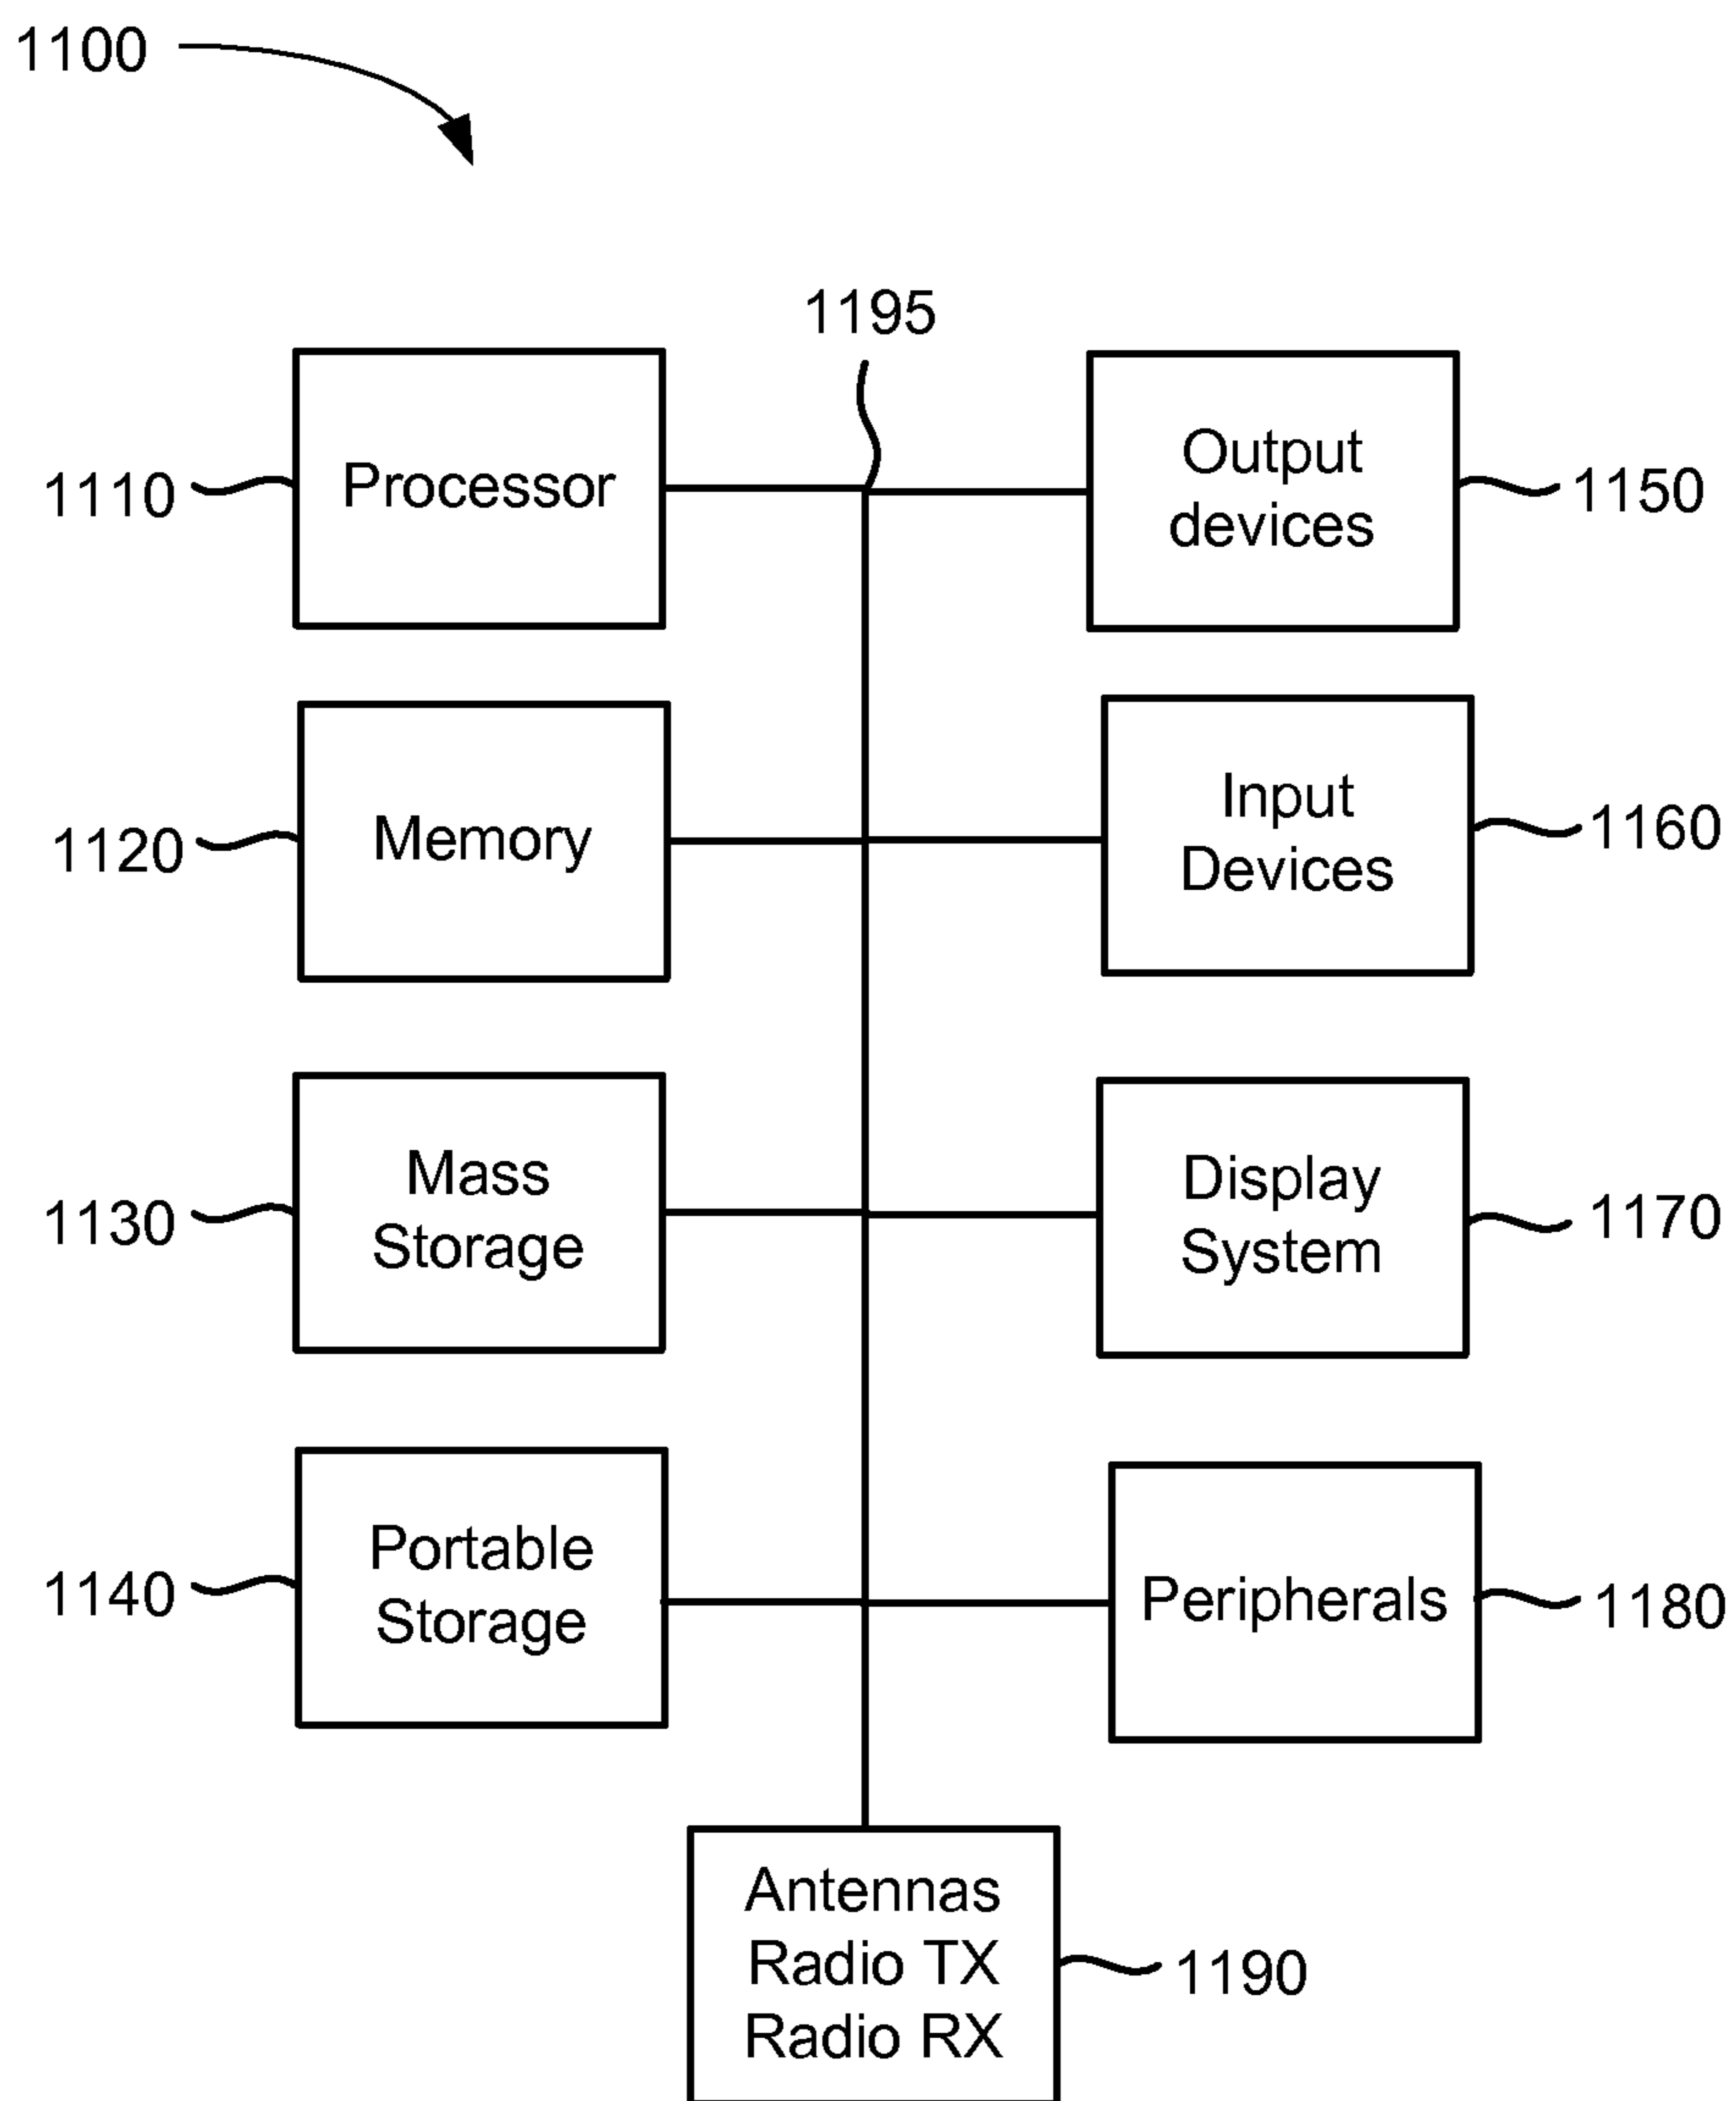 1100
1195
1110
Processor
Output
devices
1150
1120
Memory
Input
Devices
1160
1130
Mass
Storage
Display
System
1170
1140
Portable
Storage
Peripherals
1180
Antennas
Radio TX
Radio RX
1190